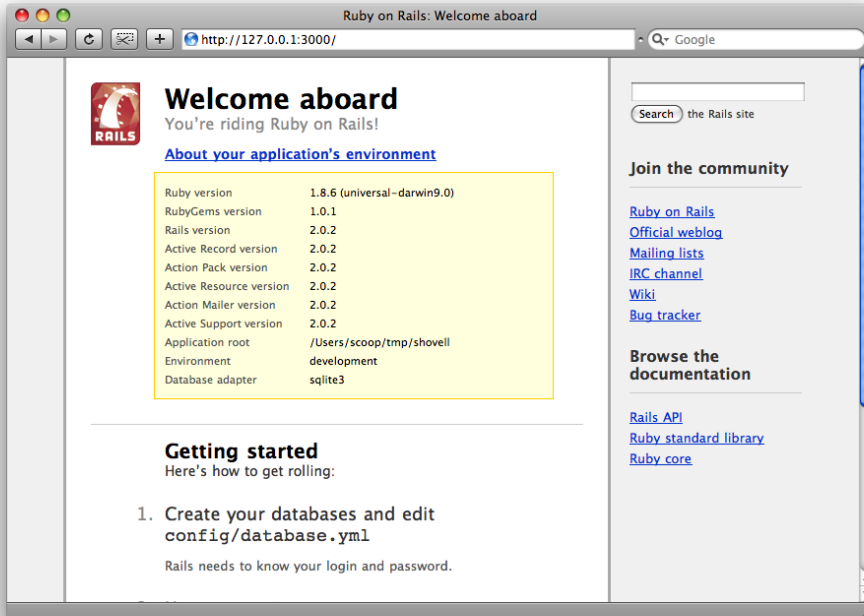 Ruby on Rails: Welcome aboard
http://127.0.0.1:3000/
Google
RAILS
Welcome aboard
You're riding Ruby on Rails!
About your application's environment
Ruby version 1.8.6 (universal-darwin9.0)
RubyGems version 1.0.1
Rails version 2.0.2
Active Record version 2.0.2
Action Pack version 2.0.2
Active Resource version 2.0.2
Action Mailer version 2.0.2
Active Support version 2.0.2
Application root /Users/scoop/tmp/shovell
Environment development
Database adapter sqlite3
Getting started
Here's how to get rolling:
1. Create your databases and edit
config/database.yml
Rails needs to know your login and password.
Search the Rails site
Join the community
Ruby on Rails
Official weblog
Mailing lists
IRC channel
Wiki
Bug tracker
Browse the
documentation
Rails API
Ruby standard library
Ruby core